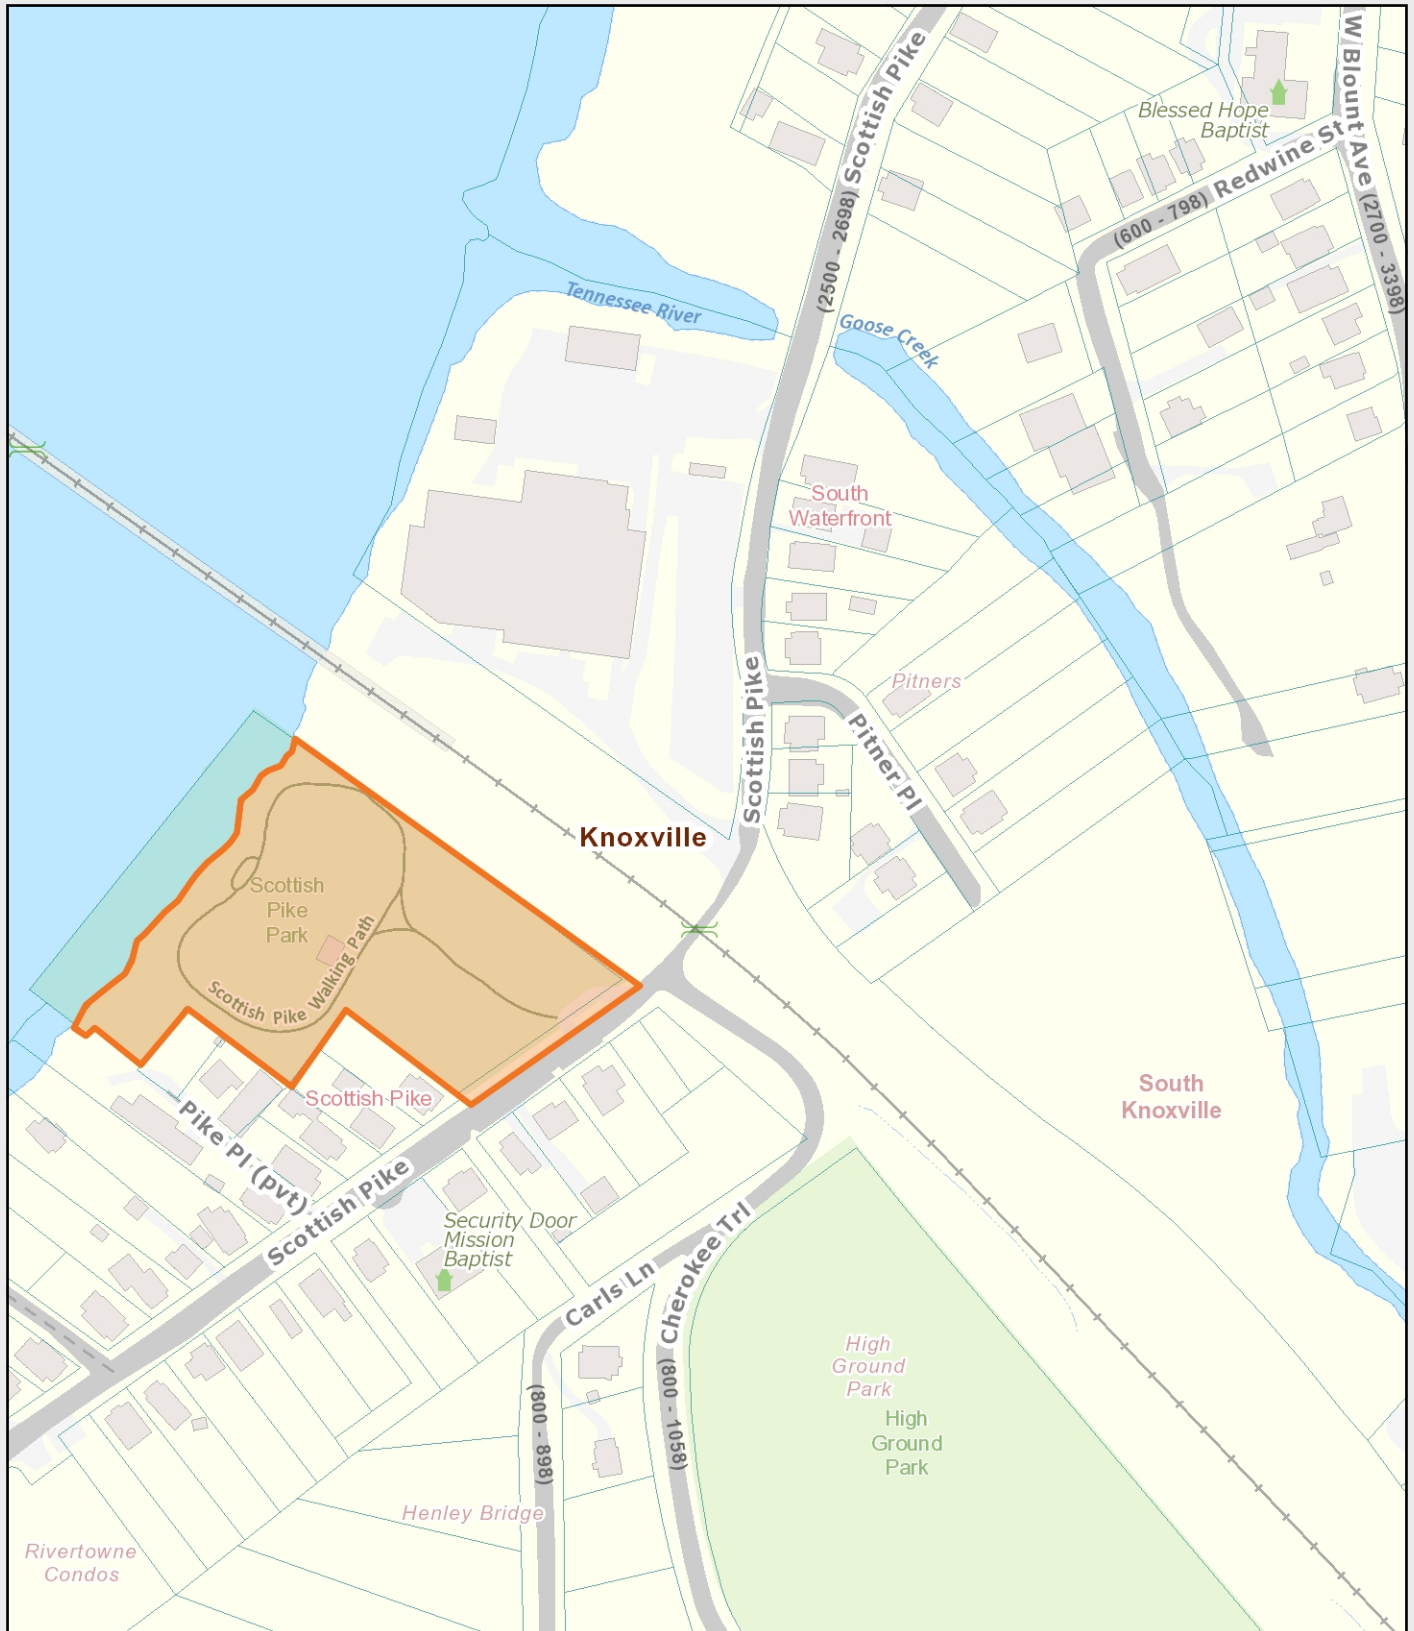 Scottish Pike
W Blount Ave
Blessed Hope
Baptist
Redwine St
(600 - 798)
(2700 - 3398)
(2500 - 2698)
Tennessee River
Goose Creek
South
Waterfront
Scottish Pike
Pitners
Pitner Pl
Knoxville
Scottish
Pike
Park
Scottish Pike Walking Path
Scottish Pike
Pike Pl (pvt)
Scottish Pike
South
Knoxville
Security Door
Mission
Baptist
Carls Ln
Cherokee Trl
High
Ground
Park
High
Ground
Park
(800 - 898)
(800 - 1058)
Henley Bridge
Rivertowne
Condos